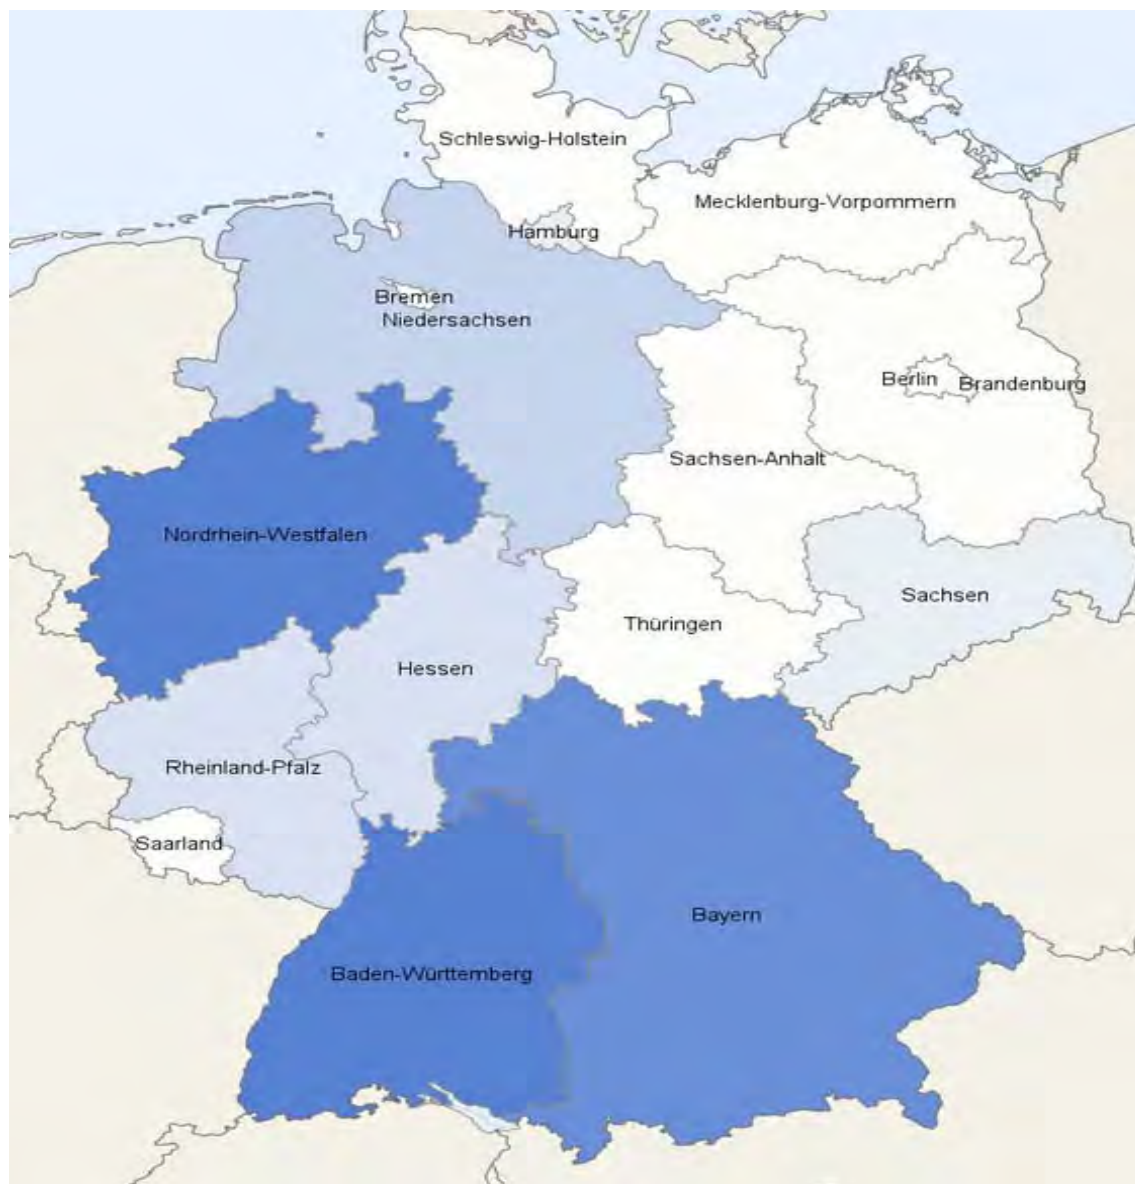 Schleswig-Holstein
Mecklenburg-Vorpommern
Hamburg
Bremen
Niedersachsen
Berlin
Brandenburg
Sachsen-Anhalt
Nordrhein-Westfalen
Sachsen
Thüringen
Hessen
Rheinland-Pfalz
Saarland
Bayern
Baden-Württemberg